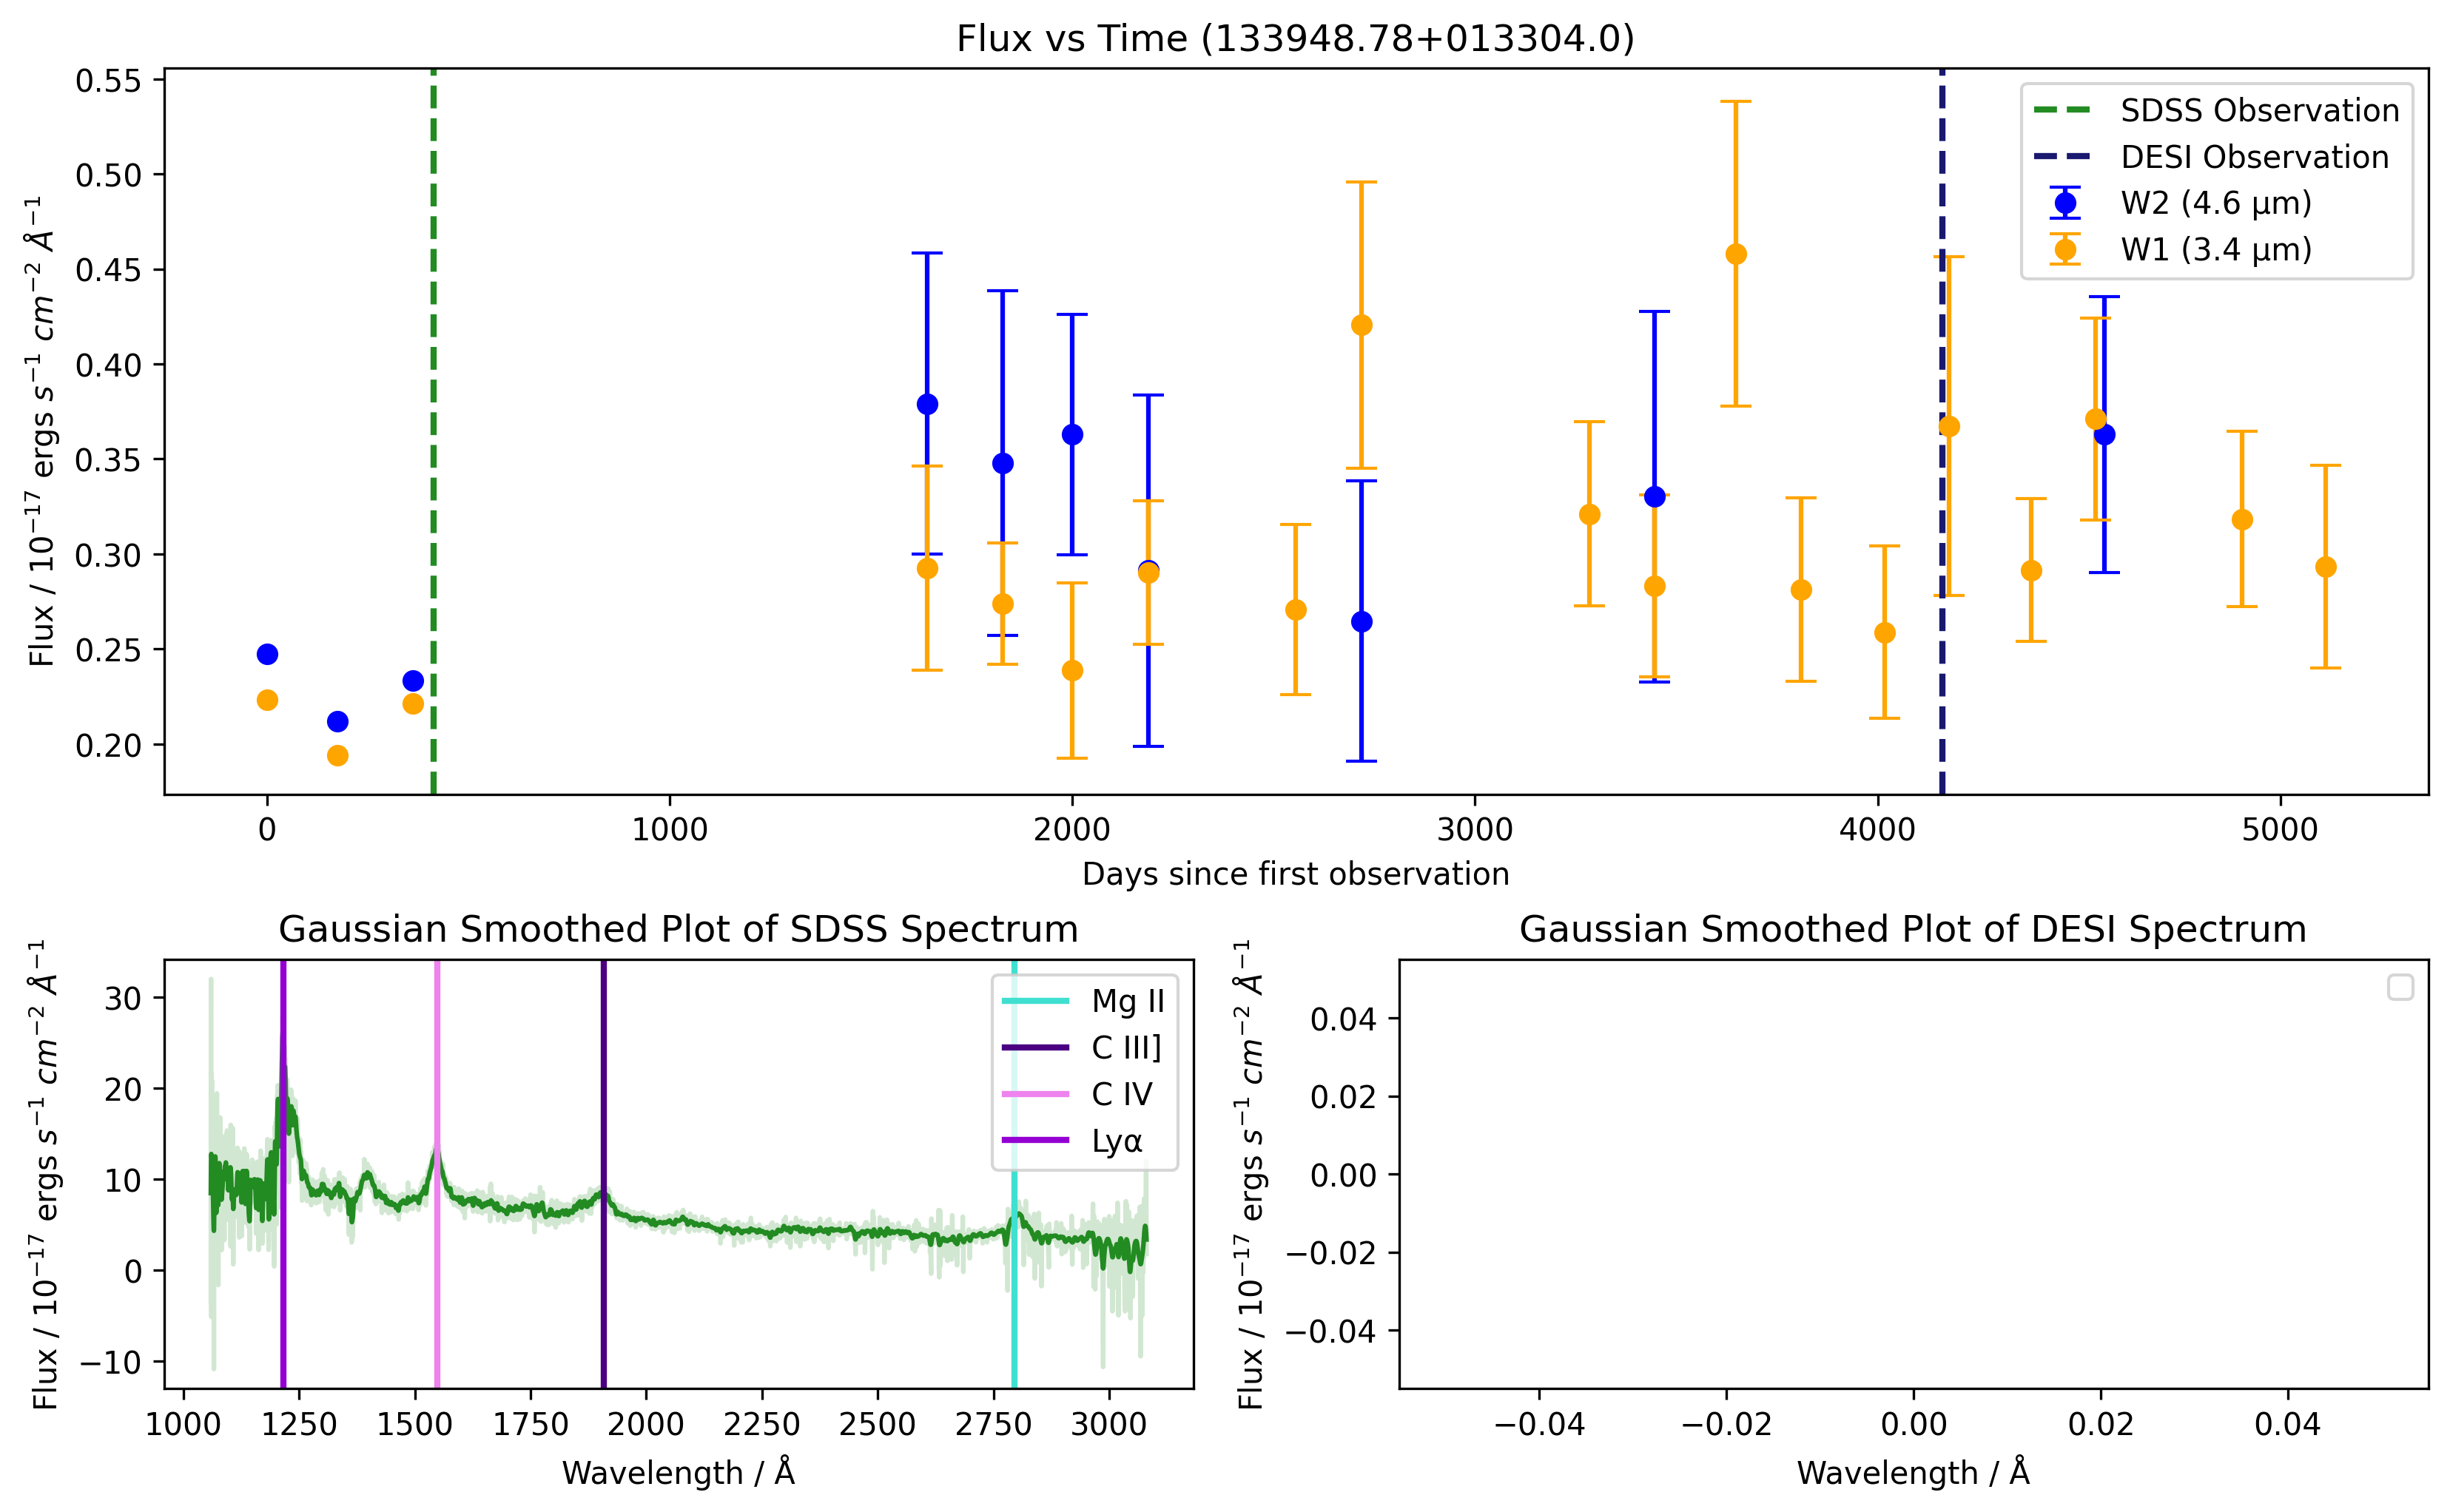 Flux vs Time (133948.78+013304.0)
Flux / 10⁻¹⁷ ergs s⁻¹ cm⁻² Å⁻¹
0.55
0.50
0.45
0.40
0.35
0.30
0.25
0.20
SDSS Observation
DESI Observation
W2 (4.6 μm)
W1 (3.4 μm)
0 1000 2000 3000 4000 5000
Days since first observation
Gaussian Smoothed Plot of SDSS Spectrum
Flux / 10⁻¹⁷ ergs s⁻¹ cm⁻² Å⁻¹
30
20
10
0
−10
Mg II
C III]
C IV
Lyα
1000 1250 1500 1750 2000 2250 2500 2750 3000
Wavelength / Å
Gaussian Smoothed Plot of DESI Spectrum
Flux / 10⁻¹⁷ ergs s⁻¹ cm⁻² Å⁻¹
0.04
0.02
0.00
−0.02
−0.04
−0.04 −0.02 0.00 0.02 0.04
Wavelength / Å